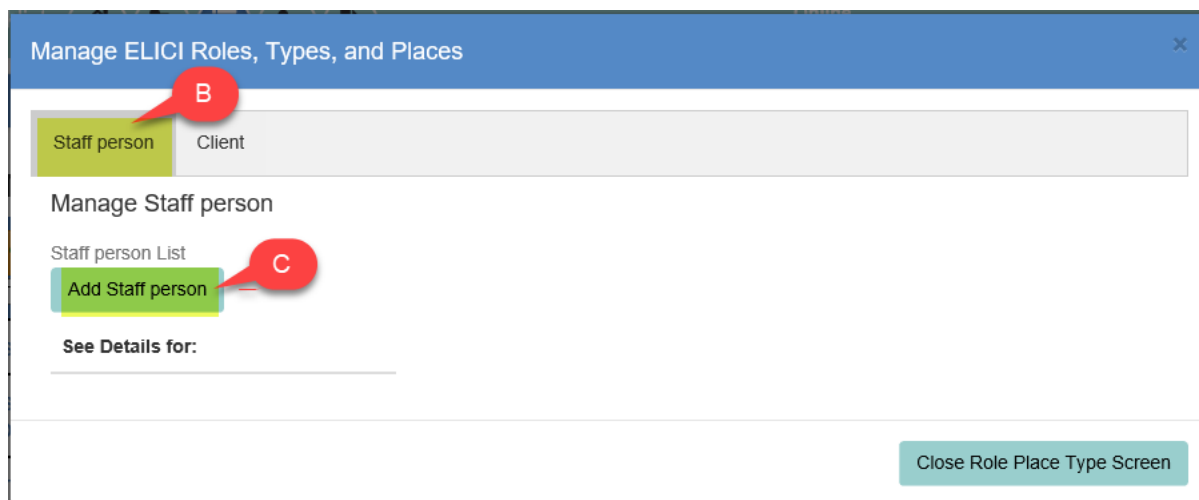 Manage ELICI Roles, Types, and Places
×
B
Staff person Client
Manage Staff person
Staff person List
C
Add Staff person
See Details for:
Close Role Place Type Screen